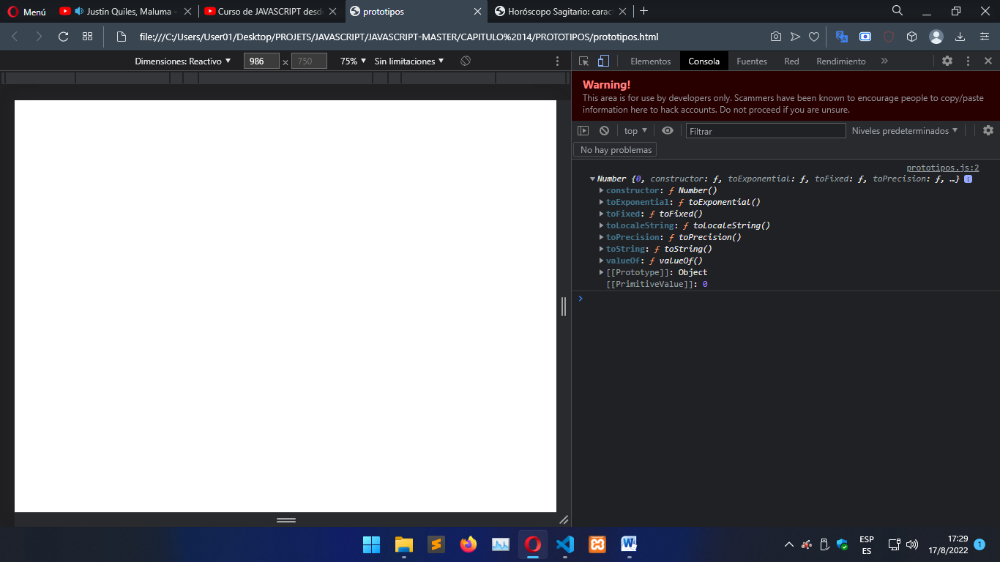 Menú
Justin Quiles, Maluma -
Curso de JAVASCRIPT desd
prototipos
Horóscopo Sagitario: carac
file:///C:/Users/User01/Desktop/PROJETS/JAVASCRIPT/JAVASCRIPT-MASTER/CAPITULO%2014/PROTOTIPOS/prototipos.html
Dimensiones: Reactivo 986 × 750 75% Sin limitaciones
Elementos Consola Fuentes Red Rendimiento »
Warning!
This area is for use by developers only. Scammers have been known to encourage people to copy/paste
information here to hack accounts. Do not proceed if you are unsure.
top Filtrar Niveles predeterminados
No hay problemas
prototipos.js:2
Number {0, constructor: ƒ, toExponential: ƒ, toFixed: ƒ, toPrecision: ƒ, …} i
constructor: ƒ Number()
toExponential: ƒ toExponential()
toFixed: ƒ toFixed()
toLocaleString: ƒ toLocaleString()
toPrecision: ƒ toPrecision()
toString: ƒ toString()
valueOf: ƒ valueOf()
[[Prototype]]: Object
[[PrimitiveValue]]: 0
ESP
ES
17:29
17/8/2022
1